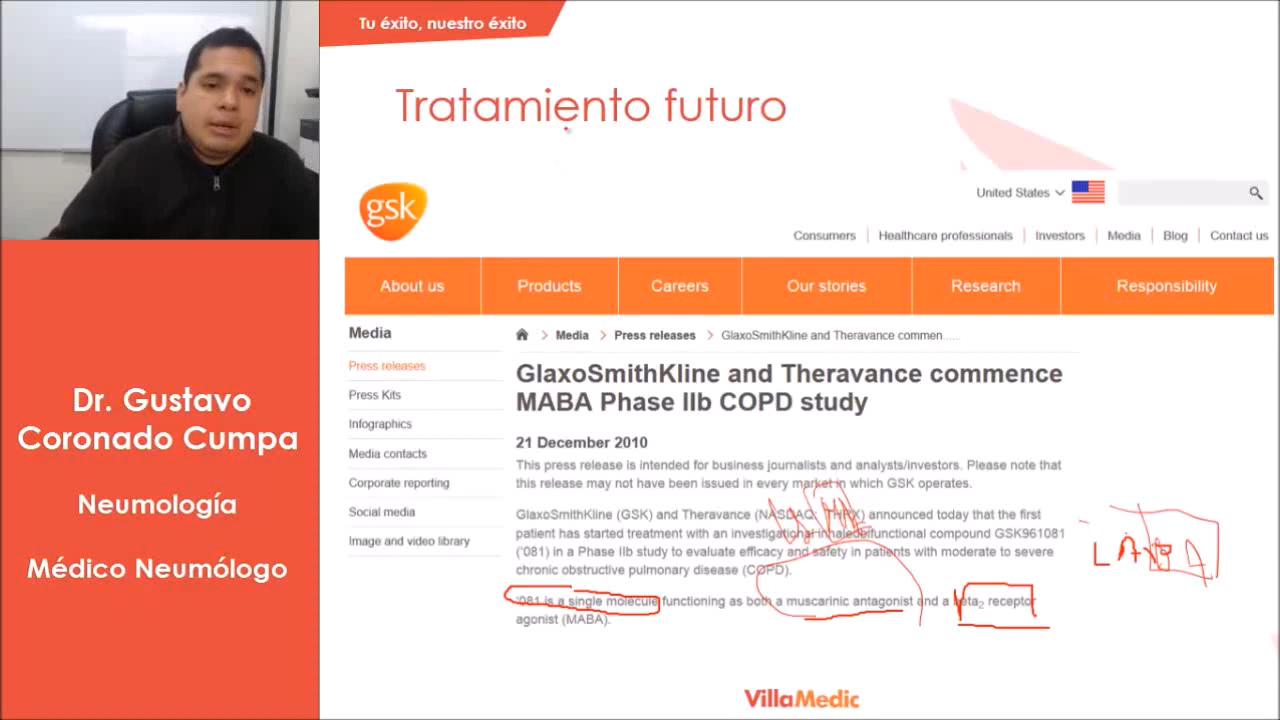 Tu éxito, nuestro éxito
Tratamiento futuro
gsk
United States
Consumers Healthcare professionals Investors Media Blog Contact us
About us Products Careers Our stories Research Responsibility
Media
Press releases
Press Kits
Infographics
Media contacts
Corporate reporting
Social media
Image and video library
Media Press releases GlaxoSmithKline and Theravance commen.....
GlaxoSmithKline and Theravance commence
MABA Phase IIb COPD study
21 December 2010
This press release is intended for business journalists and analysts/investors. Please note that
this release may not have been issued in every market in which GSK operates.
GlaxoSmithKline (GSK) and Theravance (NASDAQ: THRX) announced today that the first
patient has started treatment with an investigational inhaled bifunctional compound GSK961081
('081) in a Phase IIb study to evaluate efficacy and safety in patients with moderate to severe
chronic obstructive pulmonary disease (COPD).
'081 is a single molecule functioning as both a muscarinic antagonist and a beta2 receptor
agonist (MABA).
Dr. Gustavo
Coronado Cumpa
Neumología
Médico Neumólogo
VillaMedic